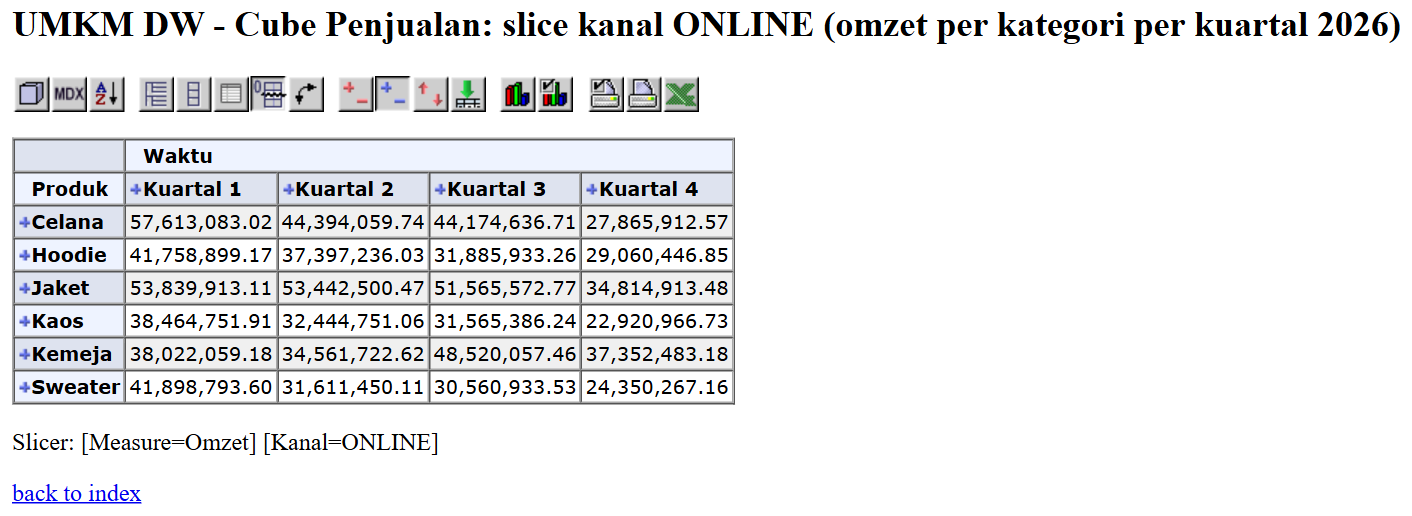 UMKM DW - Cube Penjualan: slice kanal ONLINE (omzet per kategori per kuartal 2026)
MDX A Z 0
Waktu
Produk Kuartal 1 Kuartal 2 Kuartal 3 Kuartal 4
Celana 57,613,083.02 44,394,059.74 44,174,636.71 27,865,912.57
Hoodie 41,758,899.17 37,397,236.03 31,885,933.26 29,060,446.85
Jaket 53,839,913.11 53,442,500.47 51,565,572.77 34,814,913.48
Kaos 38,464,751.91 32,444,751.06 31,565,386.24 22,920,966.73
Kemeja 38,022,059.18 34,561,722.62 48,520,057.46 37,352,483.18
Sweater 41,898,793.60 31,611,450.11 30,560,933.53 24,350,267.16
Slicer: [Measure=Omzet] [Kanal=ONLINE]
back to index